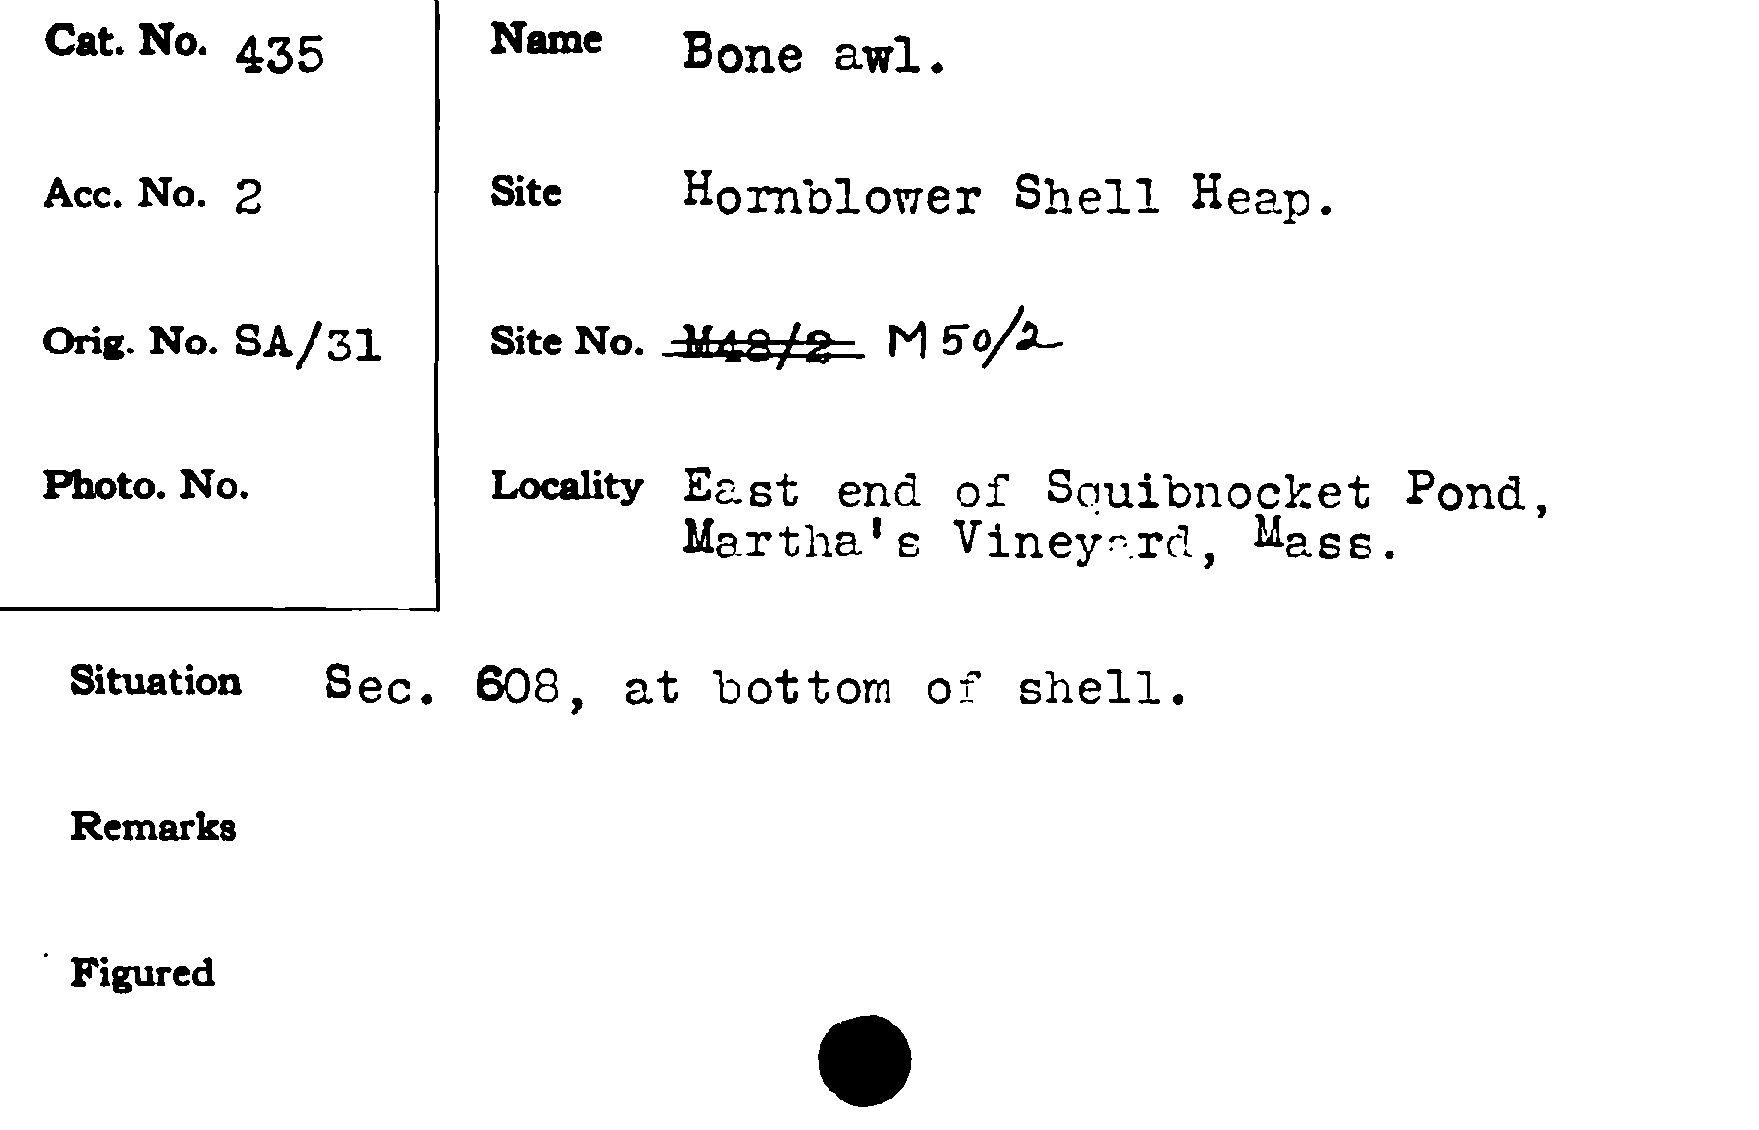 Cat. No. 435
Name Bone awl.
Acc. No. 2
Site Hornblower Shell Heap.
Orig. No. SA/31
Site No. M48/2 M50/2
Photo. No.
Locality East end of Squibnocket Pond,
Martha's Vineyard, Mass.
Situation Sec. 608, at bottom of shell.
Remarks
Figured